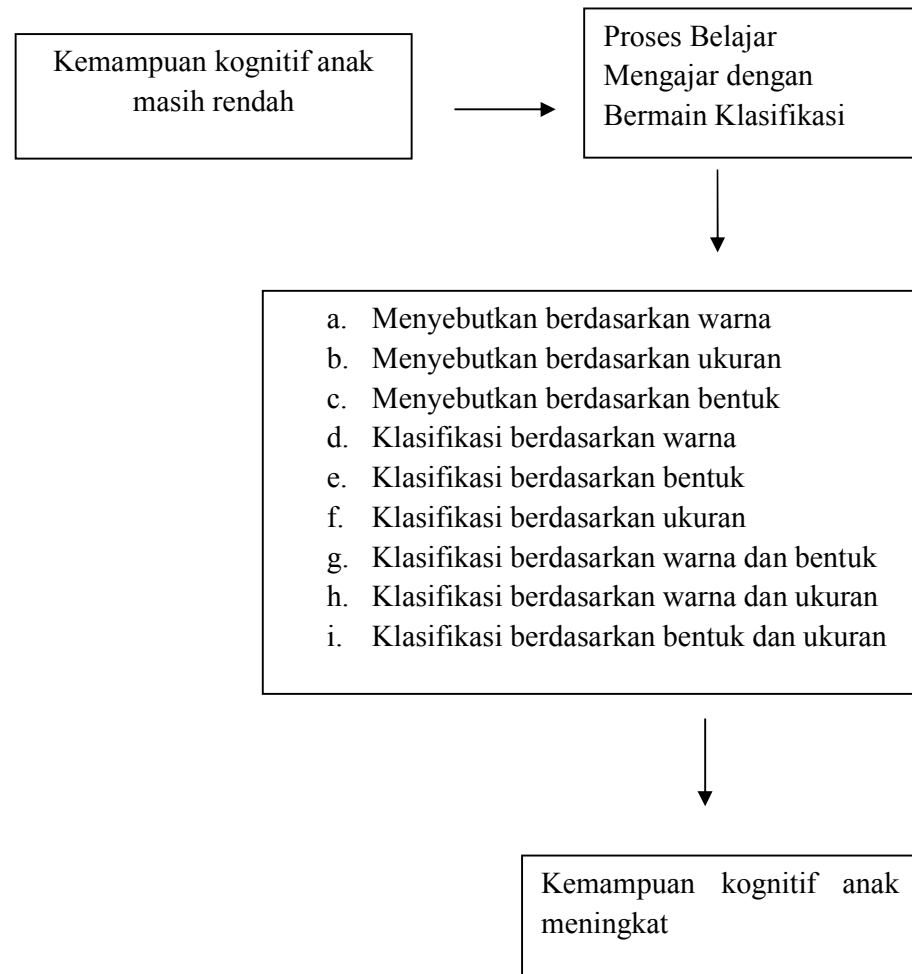 Kemampuan kognitif anak
masih rendah
Proses Belajar
Mengajar dengan
Bermain Klasifikasi
a. Menyebutkan berdasarkan warna
b. Menyebutkan berdasarkan ukuran
c. Menyebutkan berdasarkan bentuk
d. Klasifikasi berdasarkan warna
e. Klasifikasi berdasarkan bentuk
f. Klasifikasi berdasarkan ukuran
g. Klasifikasi berdasarkan warna dan bentuk
h. Klasifikasi berdasarkan warna dan ukuran
i. Klasifikasi berdasarkan bentuk dan ukuran
Kemampuan kognitif anak
meningkat